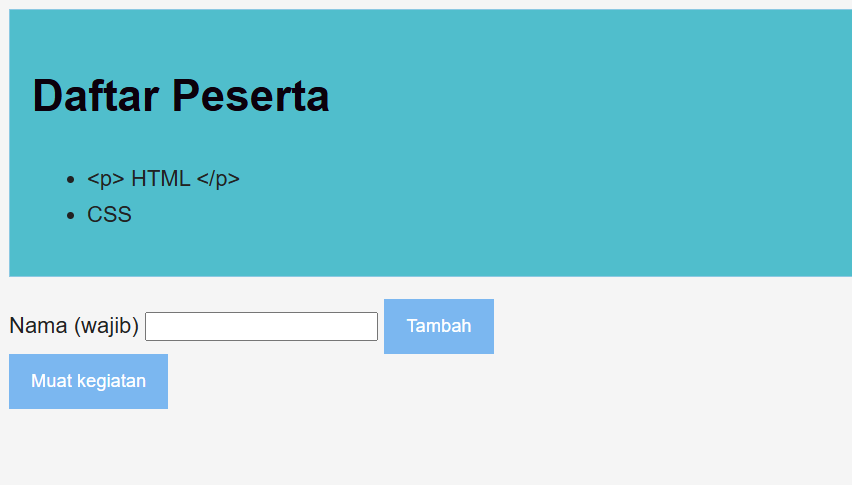 Daftar Peserta
<p> HTML </p>
CSS
Nama (wajib) Tambah
Muat kegiatan